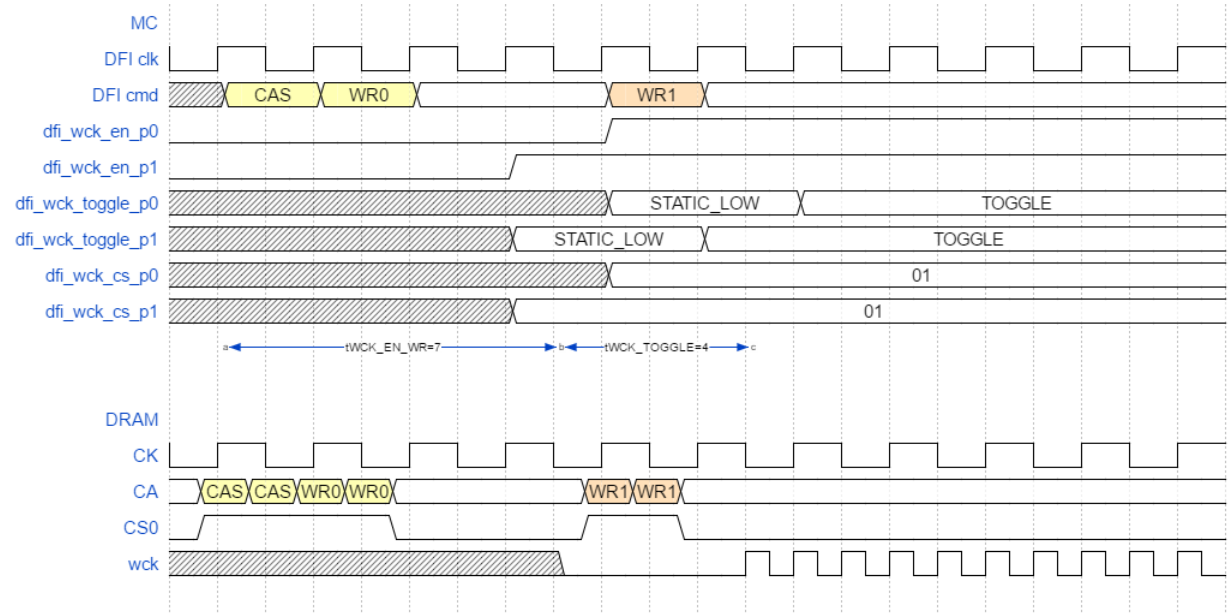 MC
DFI clk
DFI cmd CAS WR0 WR1
dfi_wck_en_p0
dfi_wck_en_p1
dfi_wck_toggle_p0 STATIC_LOW TOGGLE
dfi_wck_toggle_p1 STATIC_LOW TOGGLE
dfi_wck_cs_p0 01
dfi_wck_cs_p1 01
a tWCK_EN_WR=7 b tWCK_TOGGLE=4 c
DRAM
CK
CA CAS CAS WR0 WR0 WR1 WR1
CS0
wck